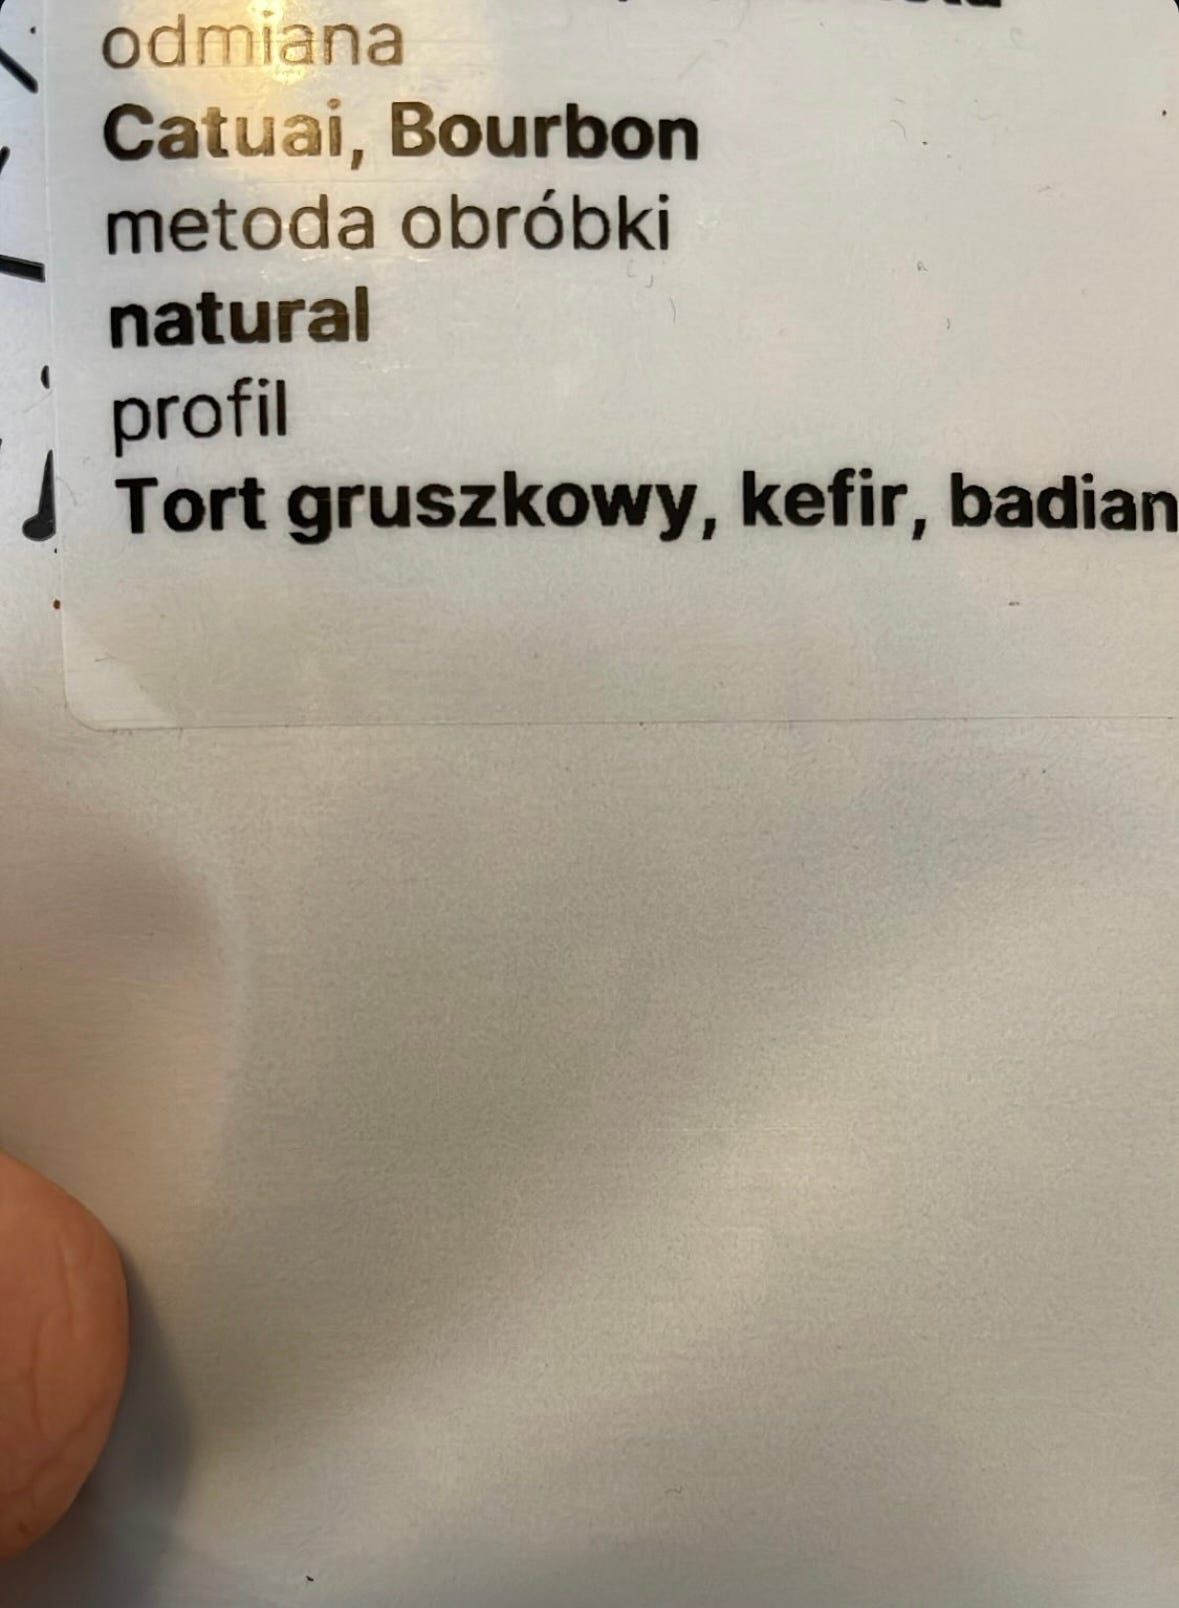 odmiana
Catuai, Bourbon
metoda obróbki
natural
profil
Tort gruszkowy, kefir, badian